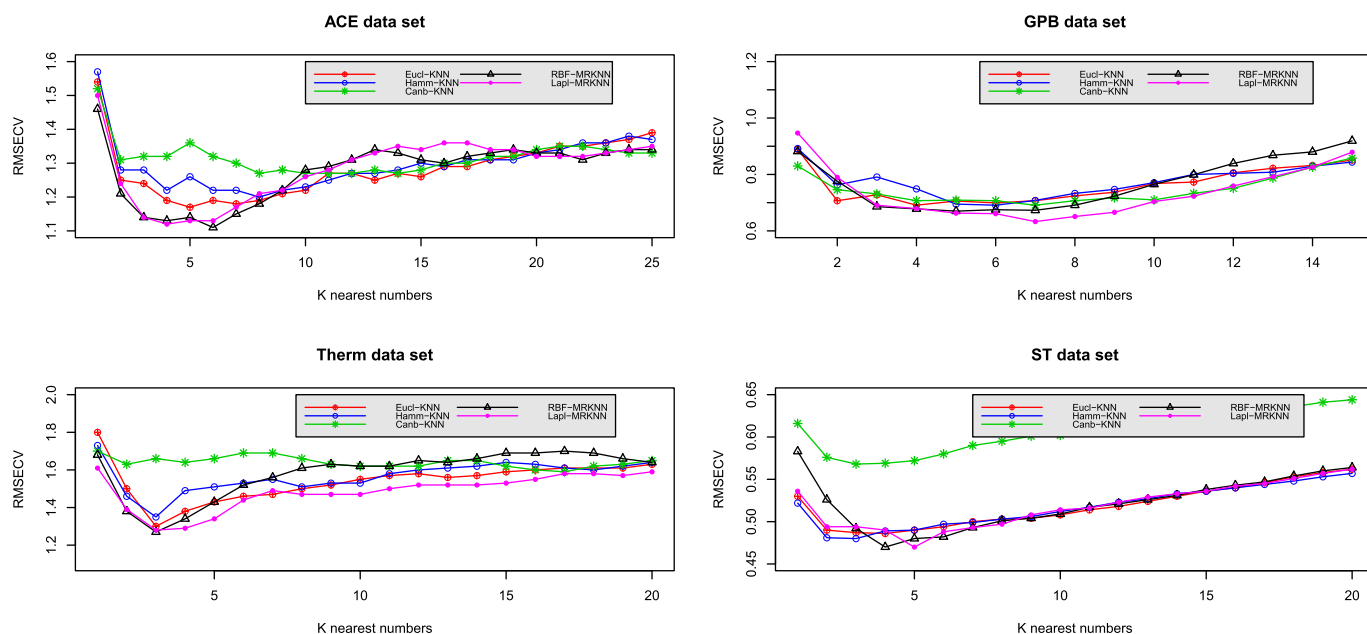 ACE data set
RMSECV
1.1 1.2 1.3 1.4 1.5 1.6
Eucl−KNN
Hamm−KNN
Canb−KNN
RBF−MRKNN
Lapl−MRKNN
5 10 15 20 25
K nearest numbers
GPB data set
RMSECV
0.6 0.8 1.0 1.2
Eucl−KNN
Hamm−KNN
Canb−KNN
RBF−MRKNN
Lapl−MRKNN
2 4 6 8 10 12 14
K nearest numbers
Therm data set
RMSECV
1.2 1.4 1.6 1.8 2.0
Eucl−KNN
Hamm−KNN
Canb−KNN
RBF−MRKNN
Lapl−MRKNN
5 10 15 20
K nearest numbers
ST data set
RMSECV
0.45 0.50 0.55 0.60 0.65
Eucl−KNN
Hamm−KNN
Canb−KNN
RBF−MRKNN
Lapl−MRKNN
5 10 15 20
K nearest numbers